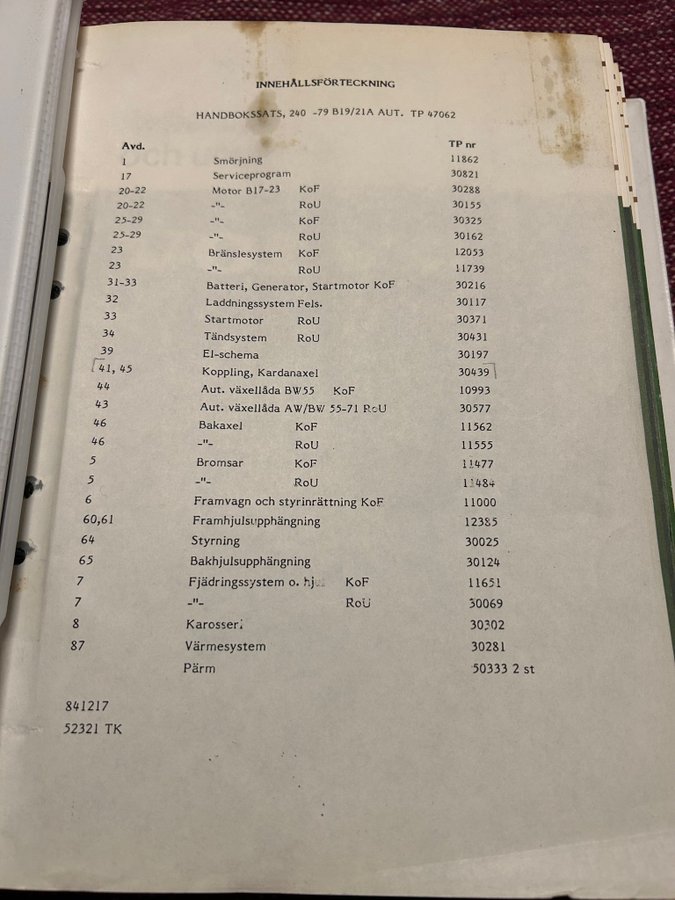 INNEHÅLLSFÖRTECKNING
HANDBOKSSATS, 240 -79 B19/21A AUT. TP 47062
Avd. TP nr
1 Smörjning 11862
17 Serviceprogram 30821
20-22 Motor B17-23 KoF 30288
20-22 -"- RoU 30155
25-29 -"- KoF 30325
25-29 -"- RoU 30162
23 Bränslesystem KoF 12053
23 -"- RoU 11739
31-33 Batteri, Generator, Startmotor KoF 30216
32 Laddningssystem Fels. 30117
33 Startmotor RoU 30371
34 Tändsystem RoU 30431
39 El-schema 30197
41, 45 Koppling, Kardanaxel 30439
44 Aut. växellåda BW55 KoF 10993
43 Aut. växellåda AW/BW 55-71 RoU 30577
46 Bakaxel KoF 11562
46 -"- RoU 11555
5 Bromsar KoF 11477
5 -"- RoU 11484
6 Framvagn och styrinrättning KoF 11000
60,61 Framhjulsupphängning 12385
64 Styrning 30025
65 Bakhjulsupphängning 30124
7 Fjädringssystem o. hjul KoF 11651
7 -"- RoU 30069
8 Karosseri 30302
87 Värmesystem 30281
Pärm 50333 2 st
841217
52321 TK